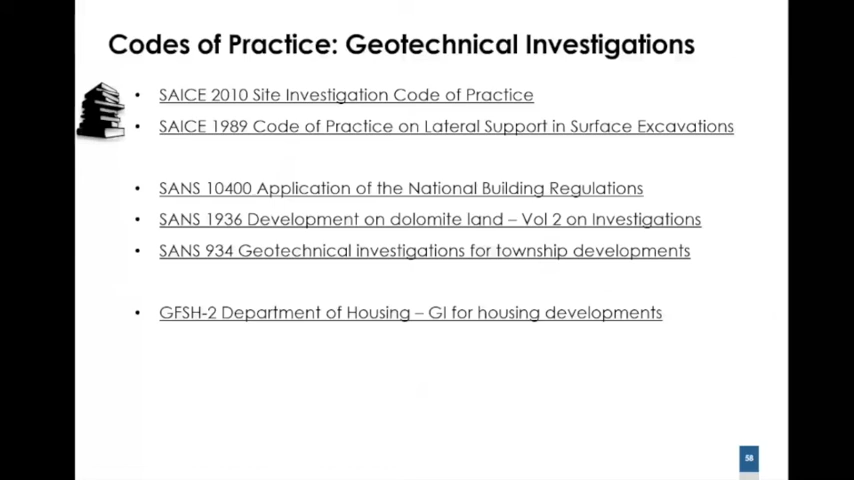 Codes of Practice: Geotechnical Investigations
• SAICE 2010 Site Investigation Code of Practice
• SAICE 1989 Code of Practice on Lateral Support in Surface Excavations
• SANS 10400 Application of the National Building Regulations
• SANS 1936 Development on dolomite land – Vol 2 on Investigations
• SANS 934 Geotechnical investigations for township developments
• GFSH-2 Department of Housing – GI for housing developments
58